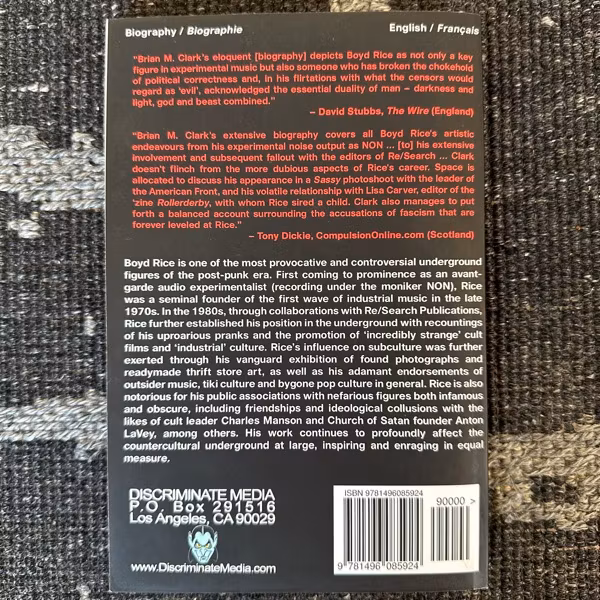 Biography / Biographie
English / Français
"Brian M. Clark's eloquent [biography] depicts Boyd Rice as not only a key
figure in experimental music but also someone who has broken the chokehold
of political correctness and, in his flirtations with what the censors would
regard as 'evil', acknowledged the essential duality of man – darkness and
light, god and beast combined."
– David Stubbs, The Wire (England)
"Brian M. Clark's extensive biography covers all Boyd Rice's artistic
endeavours from his experimental noise output as NON ... [to] his extensive
involvement and subsequent fallout with the editors of Re/Search ... Clark
doesn't flinch from the more dubious aspects of Rice's career. Space is
allocated to discuss his appearance in a Sassy photoshoot with the leader of
the American Front, and his volatile relationship with Lisa Carver, editor of the
'zine Rollerderby, with whom Rice sired a child. Clark also manages to put
forth a balanced account surrounding the accusations of fascism that are
forever leveled at Rice."
– Tony Dickie, CompulsionOnline.com (Scotland)
Boyd Rice is one of the most provocative and controversial underground
figures of the post-punk era. First coming to prominence as an avant-
garde audio experimentalist (recording under the moniker NON), Rice
was a seminal founder of the first wave of industrial music in the late
1970s. In the 1980s, through collaborations with Re/Search Publications,
Rice further established his position in the underground with recountings
of his uproarious pranks and the promotion of 'incredibly strange' cult
films and 'industrial' culture. Rice's influence on subculture was further
exerted through his vanguard exhibition of found photographs and
readymade thrift store art, as well as his adamant endorsements of
outsider music, tiki culture and bygone pop culture in general. Rice is also
notorious for his public associations with nefarious figures both infamous
and obscure, including friendships and ideological collusions with the
likes of cult leader Charles Manson and Church of Satan founder Anton
LaVey, among others. His work continues to profoundly affect the
countercultural underground at large, inspiring and enraging in equal
measure.
DISCRIMINATE MEDIA
P.O. Box 291516
Los Angeles, CA 90029
www.DiscriminateMedia.com
ISBN 9781496085924
90000 >
9 781496 085924 >